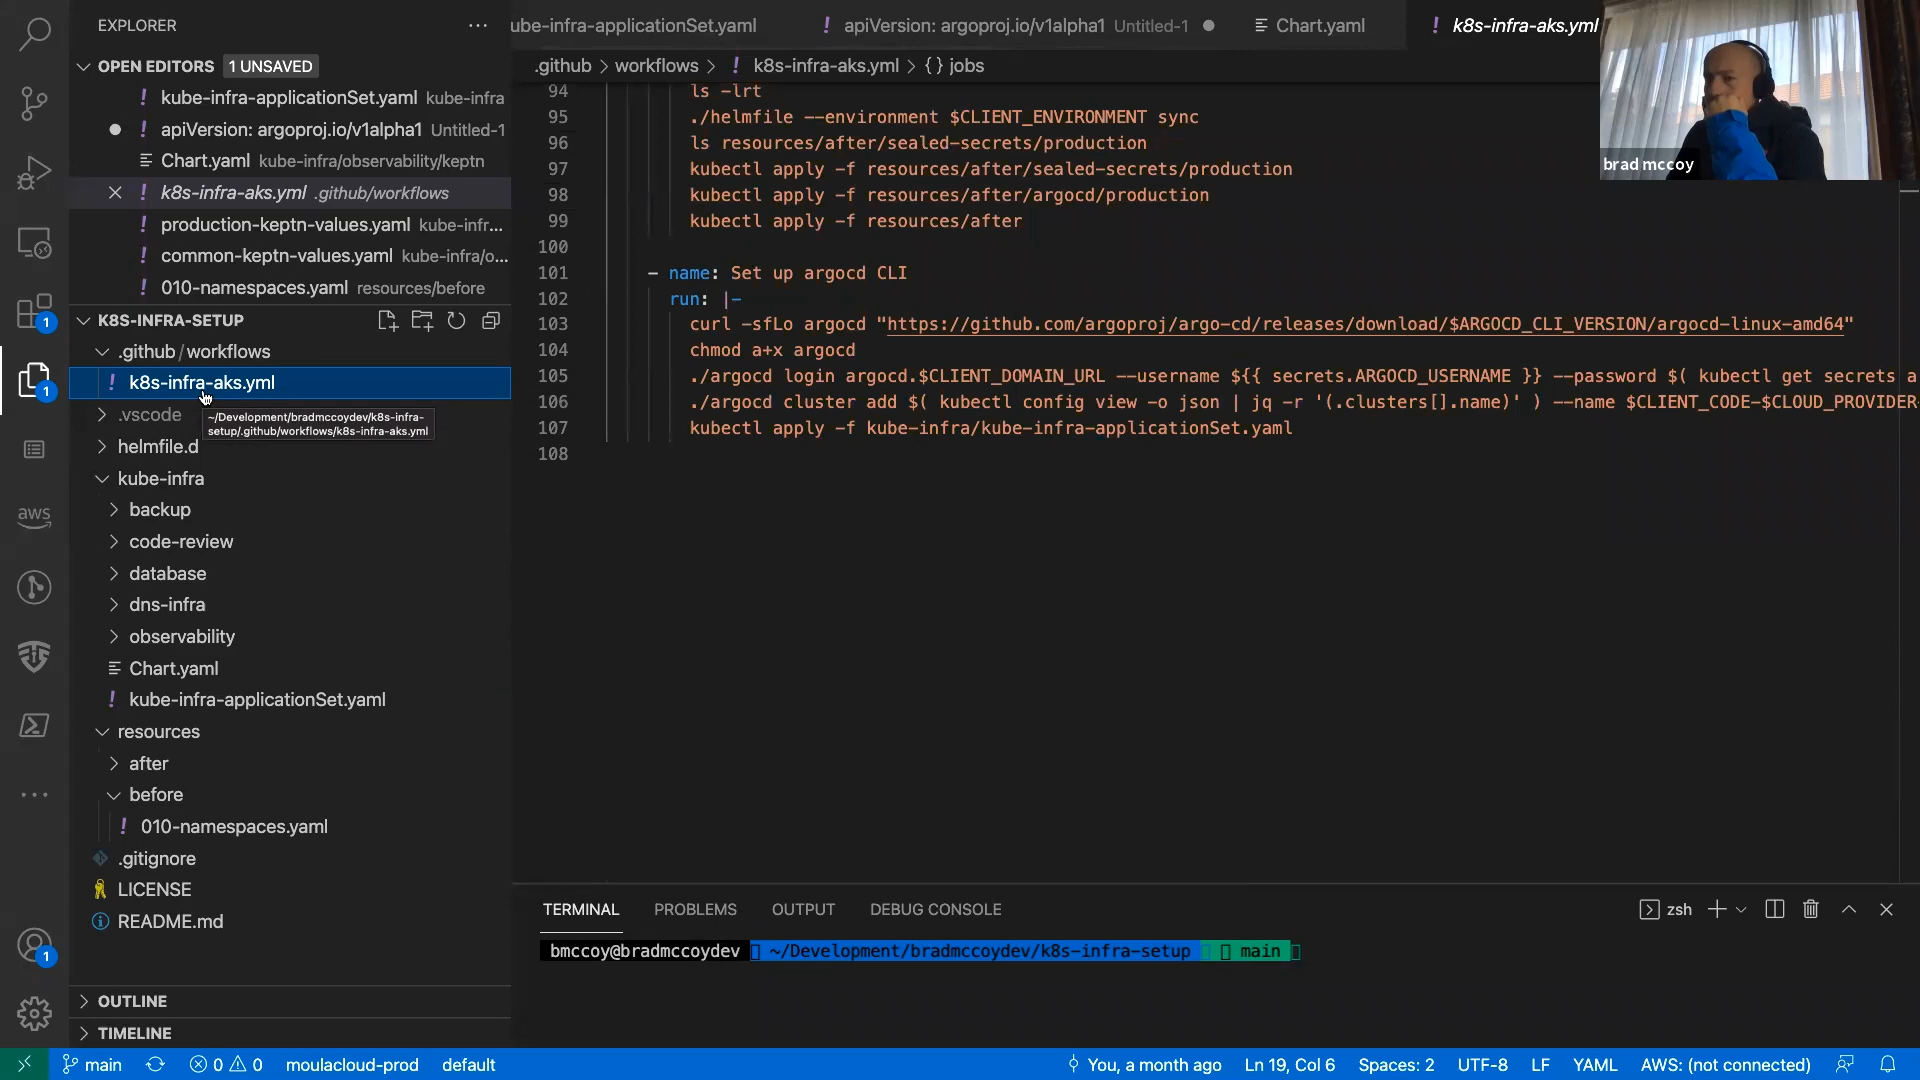 EXPLORER
OPEN EDITORS 1 UNSAVED
kube-infra-applicationSet.yaml kube-infra
apiVersion: argoproj.io/v1alpha1 Untitled-1
Chart.yaml kube-infra/observability/keptn
k8s-infra-aks.yml .github/workflows
production-keptn-values.yaml kube-infr...
common-keptn-values.yaml kube-infra/o...
010-namespaces.yaml resources/before
K8S-INFRA-SETUP
.github/workflows
k8s-infra-aks.yml
.vscode
~/Development/bradmccoydev/k8s-infra-
setup/.github/workflows/k8s-infra-aks.yml
helmfile.d
kube-infra
backup
code-review
database
dns-infra
observability
Chart.yaml
kube-infra-applicationSet.yaml
resources
after
before
010-namespaces.yaml
.gitignore
LICENSE
README.md
OUTLINE
TIMELINE
1
1
aws
1
ube-infra-applicationSet.yaml apiVersion: argoproj.io/v1alpha1 Untitled-1 Chart.yaml k8s-infra-aks.yml
.github > workflows > k8s-infra-aks.yml > {} jobs
94 ls -lrt
95 ./helmfile --environment $CLIENT_ENVIRONMENT sync
96 ls resources/after/sealed-secrets/production
97 kubectl apply -f resources/after/sealed-secrets/production
98 kubectl apply -f resources/after/argocd/production
99 kubectl apply -f resources/after
100
101 - name: Set up argocd CLI
102 run: |-
103 curl -sfLo argocd "https://github.com/argoproj/argo-cd/releases/download/$ARGOCD_CLI_VERSION/argocd-linux-amd64"
104 chmod a+x argocd
105 ./argocd login argocd.$CLIENT_DOMAIN_URL --username ${{ secrets.ARGOCD_USERNAME }} --password $( kubectl get secrets a
106 ./argocd cluster add $( kubectl config view -o json | jq -r '(.clusters[].name)' ) --name $CLIENT_CODE-$CLOUD_PROVIDER-
107 kubectl apply -f kube-infra/kube-infra-applicationSet.yaml
108
brad mccoy
TERMINAL PROBLEMS OUTPUT DEBUG CONSOLE zsh
bmccoy@bradmccoydev ~/Development/bradmccoydev/k8s-infra-setup main
main 0 0 moulacloud-prod default You, a month ago Ln 19, Col 6 Spaces: 2 UTF-8 LF YAML AWS: (not connected)